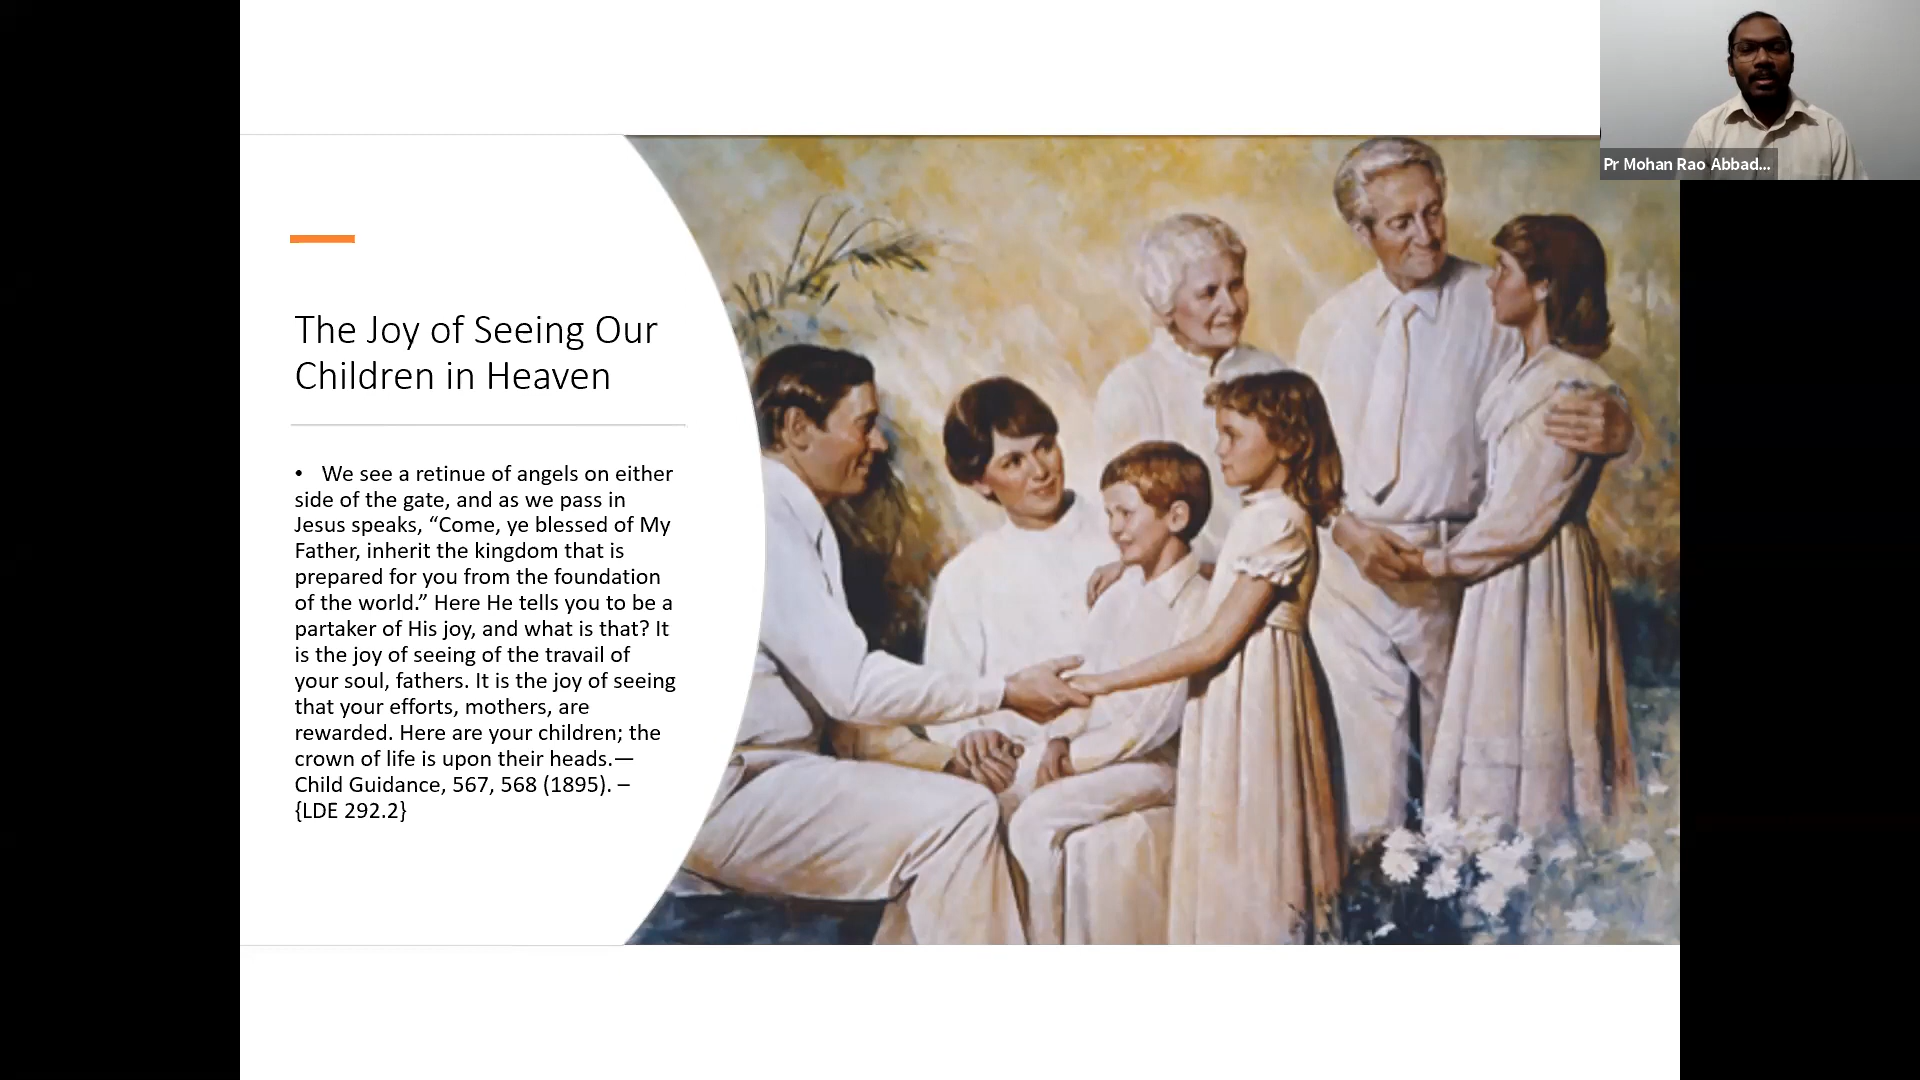 Pr Mohan Rao Abbad...
The Joy of Seeing Our
Children in Heaven
• We see a retinue of angels on either
side of the gate, and as we pass in
Jesus speaks, “Come, ye blessed of My
Father, inherit the kingdom that is
prepared for you from the foundation
of the world.” Here He tells you to be a
partaker of His joy, and what is that? It
is the joy of seeing of the travail of
your soul, fathers. It is the joy of seeing
that your efforts, mothers, are
rewarded. Here are your children; the
crown of life is upon their heads.—
Child Guidance, 567, 568 (1895). –
{LDE 292.2}